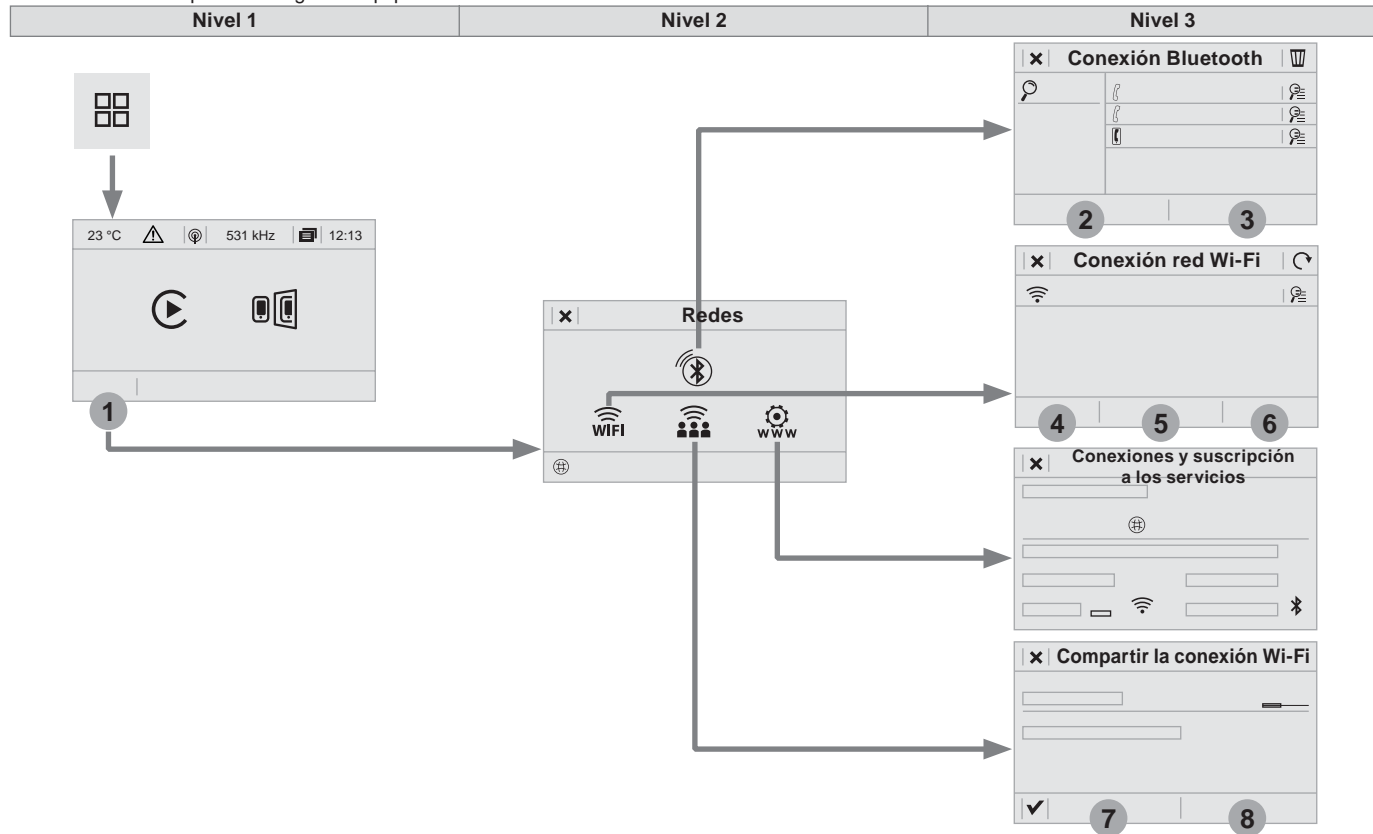 Nivel 1
Nivel 2
Nivel 3
23 °C
531 kHz
12:13
1
Redes
WIFI
www
Conexión Bluetooth
2
3
Conexión red Wi-Fi
4
5
6
Conexiones y suscripción
a los servicios
Compartir la conexión Wi-Fi
7
8